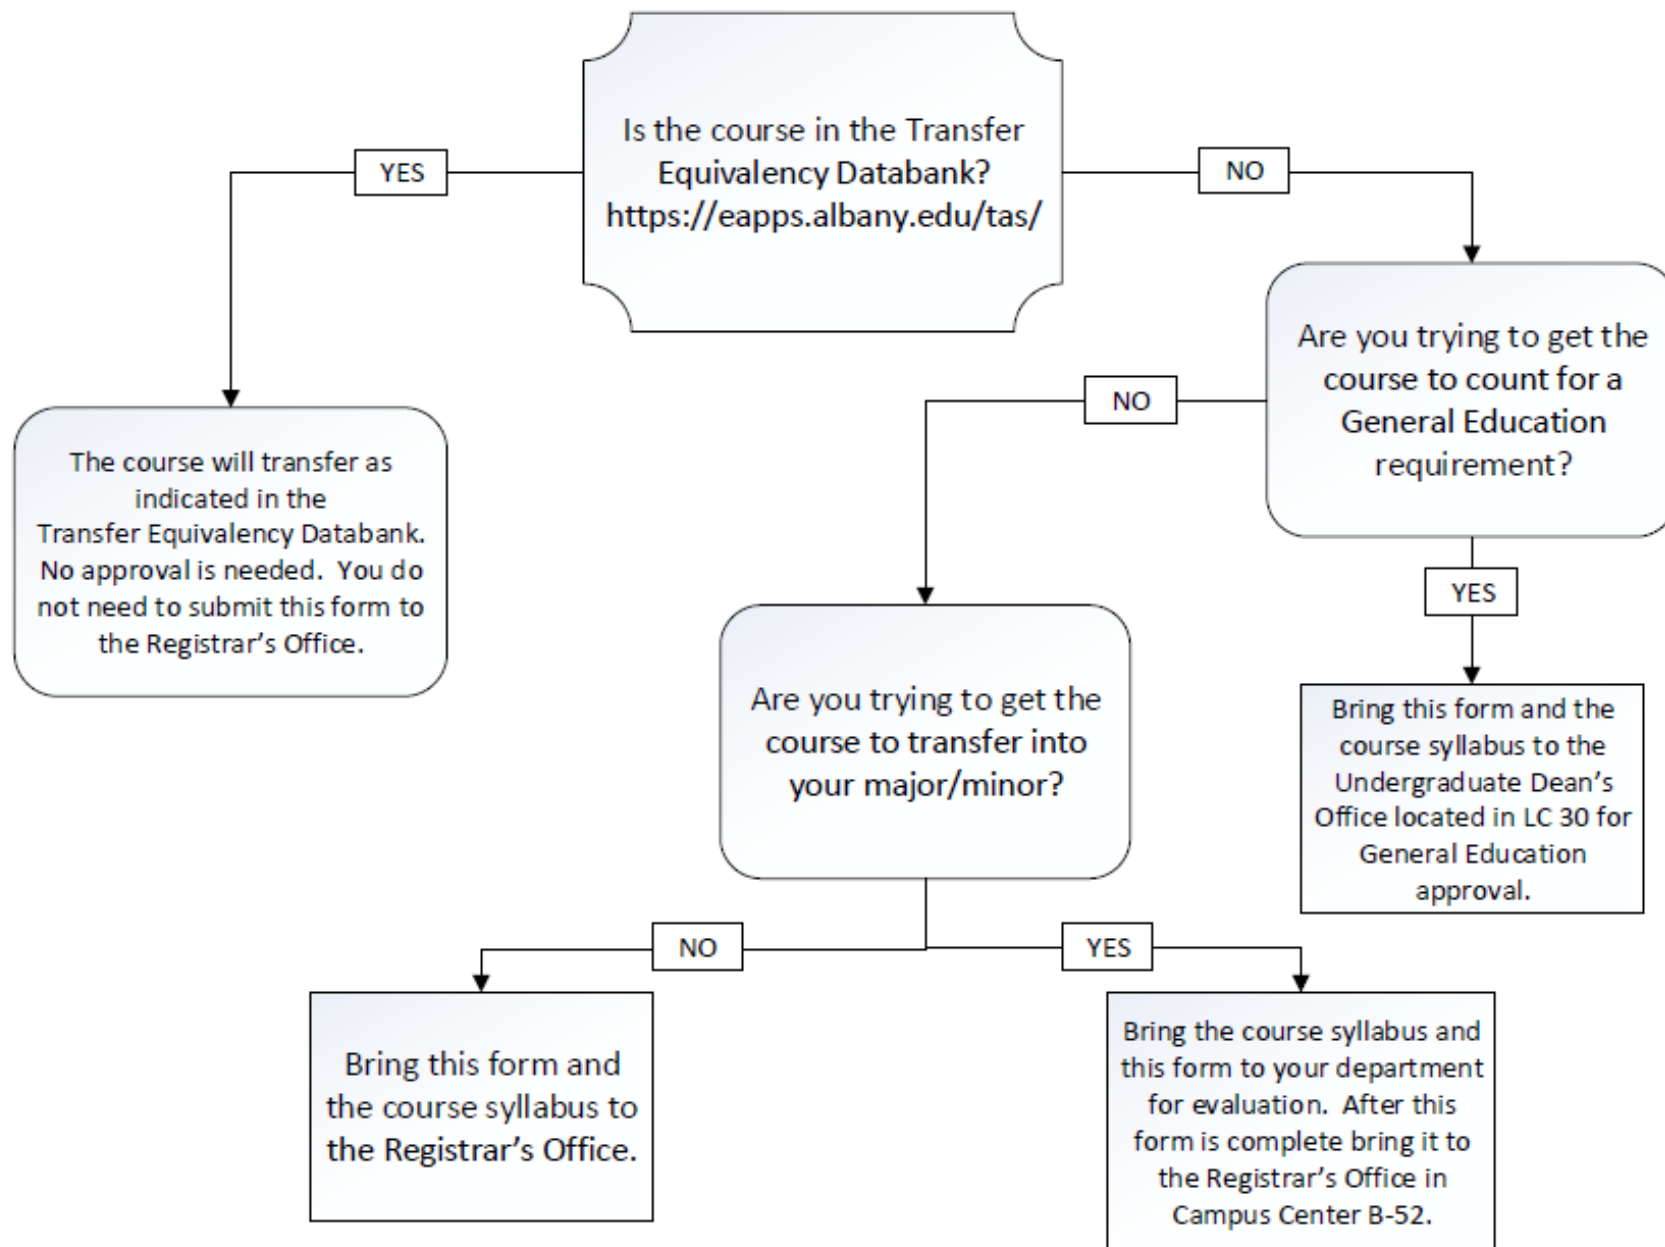 Is the course in the Transfer
Equivalency Databank?
https://eapps.albany.edu/tas/
YES
NO
The course will transfer as
indicated in the
Transfer Equivalency Databank.
No approval is needed.  You do
not need to submit this form to
the Registrar's Office.
Are you trying to get the
course to count for a
General Education
requirement?
NO
YES
Are you trying to get the
course to transfer into
your major/minor?
Bring this form and the
course syllabus to the
Undergraduate Dean's
Office located in LC 30 for
General Education
approval.
NO
YES
Bring this form and
the course syllabus to
the Registrar's Office.
Bring the course syllabus and
this form to your department
for evaluation.  After this
form is complete bring it to
the Registrar's Office in
Campus Center B-52.